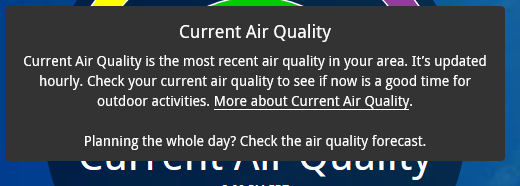 Current Air Quality
Current Air Quality is the most recent air quality in your area. It's updated
hourly. Check your current air quality to see if now is a good time for
outdoor activities. More about Current Air Quality.
Planning the whole day? Check the air quality forecast.
Current Air Quality